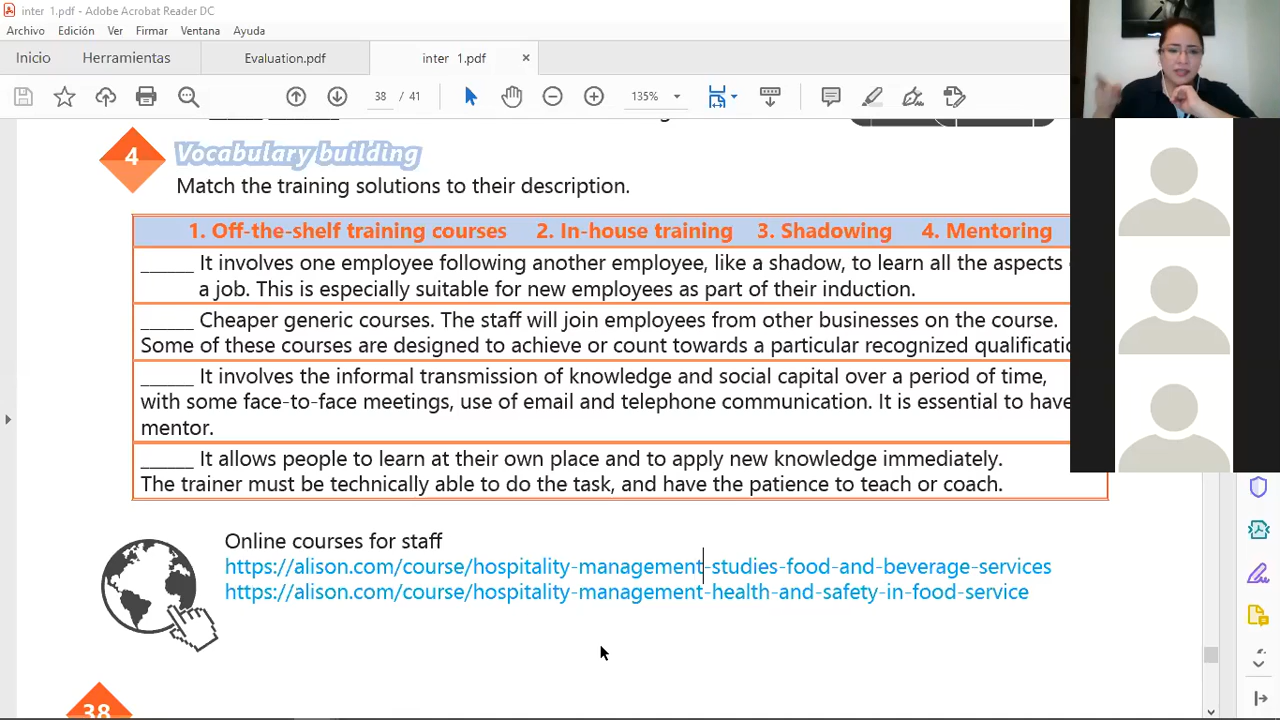 inter 1.pdf - Adobe Acrobat Reader DC
Archivo Edición Ver Firmar Ventana Ayuda
Inicio Herramientas Evaluation.pdf inter 1.pdf ×
38 / 41 135%
4 Vocabulary building
Match the training solutions to their description.
1. Off-the-shelf training courses 2. In-house training 3. Shadowing 4. Mentoring
_____ It involves one employee following another employee, like a shadow, to learn all the aspects
a job. This is especially suitable for new employees as part of their induction.
_____ Cheaper generic courses. The staff will join employees from other businesses on the course.
Some of these courses are designed to achieve or count towards a particular recognized qualificatio
_____ It involves the informal transmission of knowledge and social capital over a period of time,
with some face-to-face meetings, use of email and telephone communication. It is essential to have
mentor.
_____ It allows people to learn at their own place and to apply new knowledge immediately.
The trainer must be technically able to do the task, and have the patience to teach or coach.
Online courses for staff
https://alison.com/course/hospitality-management-studies-food-and-beverage-services
https://alison.com/course/hospitality-management-health-and-safety-in-food-service
38